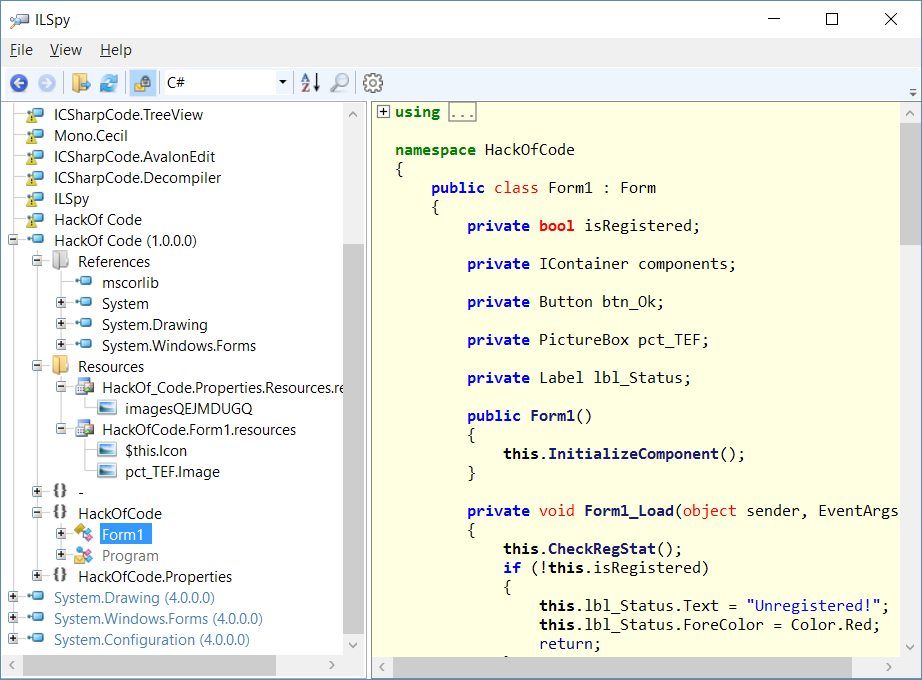 ILSpy
File View Help
C#
ICSharpCode.TreeView
Mono.Cecil
ICSharpCode.AvalonEdit
ICSharpCode.Decompiler
ILSpy
HackOf Code
HackOf Code (1.0.0.0)
References
mscorlib
System
System.Drawing
System.Windows.Forms
Resources
HackOf_Code.Properties.Resources.re
imagesQEJMDUGQ
HackOfCode.Form1.resources
$this.Icon
pct_TEF.Image
-
HackOfCode
Form1
Program
HackOfCode.Properties
System.Drawing (4.0.0.0)
System.Windows.Forms (4.0.0.0)
System.Configuration (4.0.0.0)
using ...
namespace HackOfCode
{
public class Form1 : Form
{
private bool isRegistered;
private IContainer components;
private Button btn_Ok;
private PictureBox pct_TEF;
private Label lbl_Status;
public Form1()
{
this.InitializeComponent();
}
private void Form1_Load(object sender, EventArgs
{
this.CheckRegStat();
if (!this.isRegistered)
{
this.lbl_Status.Text = "Unregistered!";
this.lbl_Status.ForeColor = Color.Red;
return;